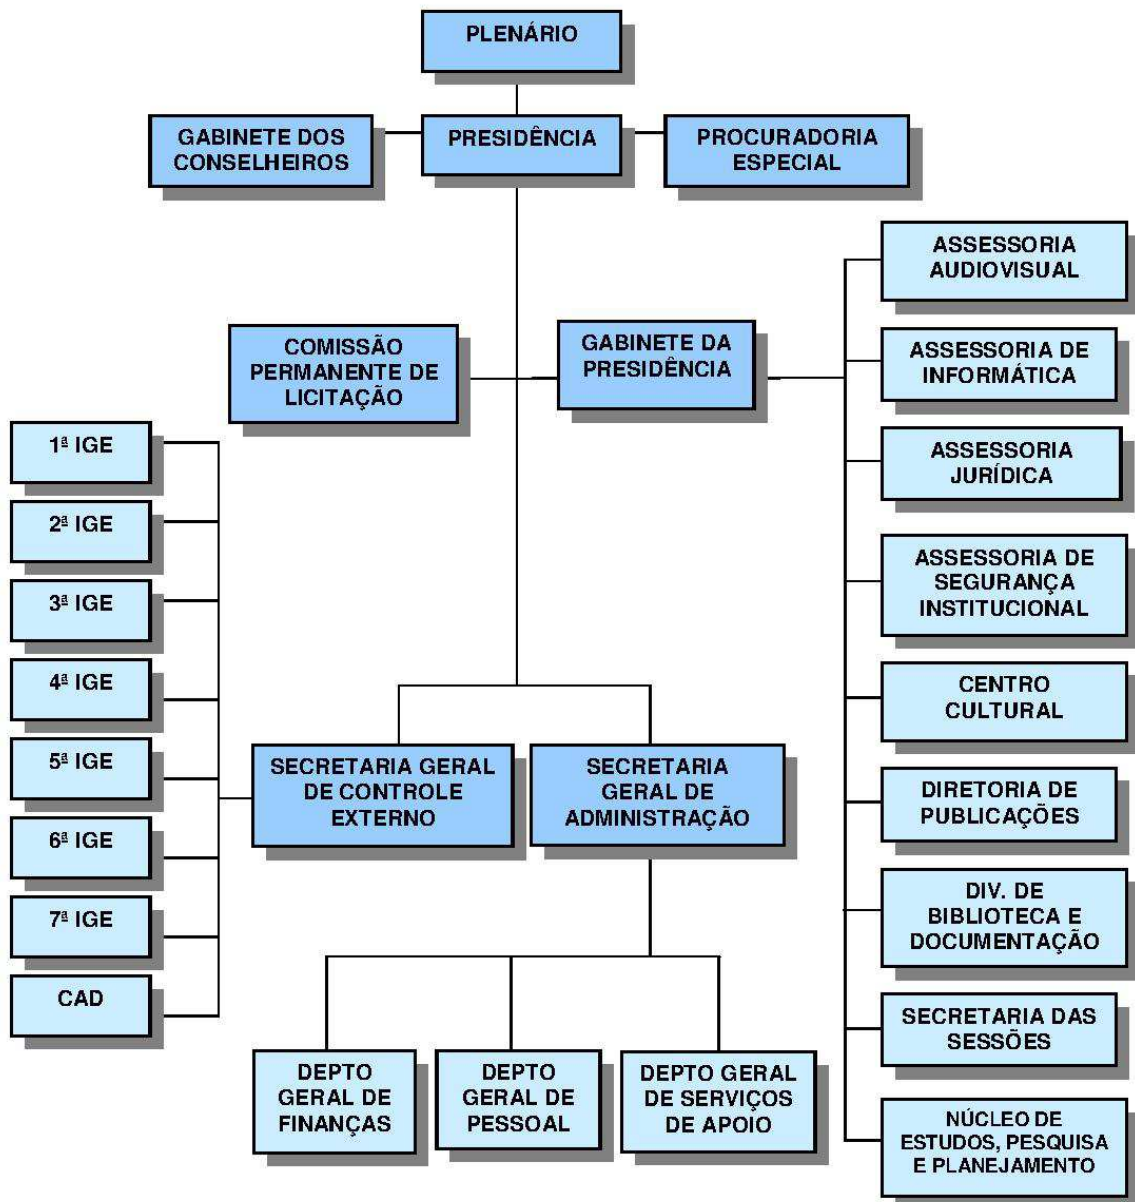 PLENÁRIO
GABINETE DOS
CONSELHEIROS
PRESIDÊNCIA
PROCURADORIA
ESPECIAL
ASSESSORIA
AUDIOVISUAL
COMISSÃO
PERMANENTE DE
LICITAÇÃO
GABINETE DA
PRESIDÊNCIA
ASSESSORIA DE
INFORMÁTICA
ASSESSORIA
JURÍDICA
ASSESSORIA DE
SEGURANÇA
INSTITUCIONAL
CENTRO
CULTURAL
DIRETORIA DE
PUBLICAÇÕES
DIV. DE
BIBLIOTECA E
DOCUMENTAÇÃO
SECRETARIA DAS
SESSÕES
NÚCLEO DE
ESTUDOS, PESQUISA
E PLANEJAMENTO
1ª IGE
2ª IGE
3ª IGE
4ª IGE
5ª IGE
6ª IGE
7ª IGE
CAD
SECRETARIA GERAL
DE CONTROLE
EXTERNO
SECRETARIA
GERAL DE
ADMINISTRAÇÃO
DEPTO
GERAL DE
FINANÇAS
DEPTO
GERAL DE
PESSOAL
DEPTO GERAL
DE SERVIÇOS
DE APOIO